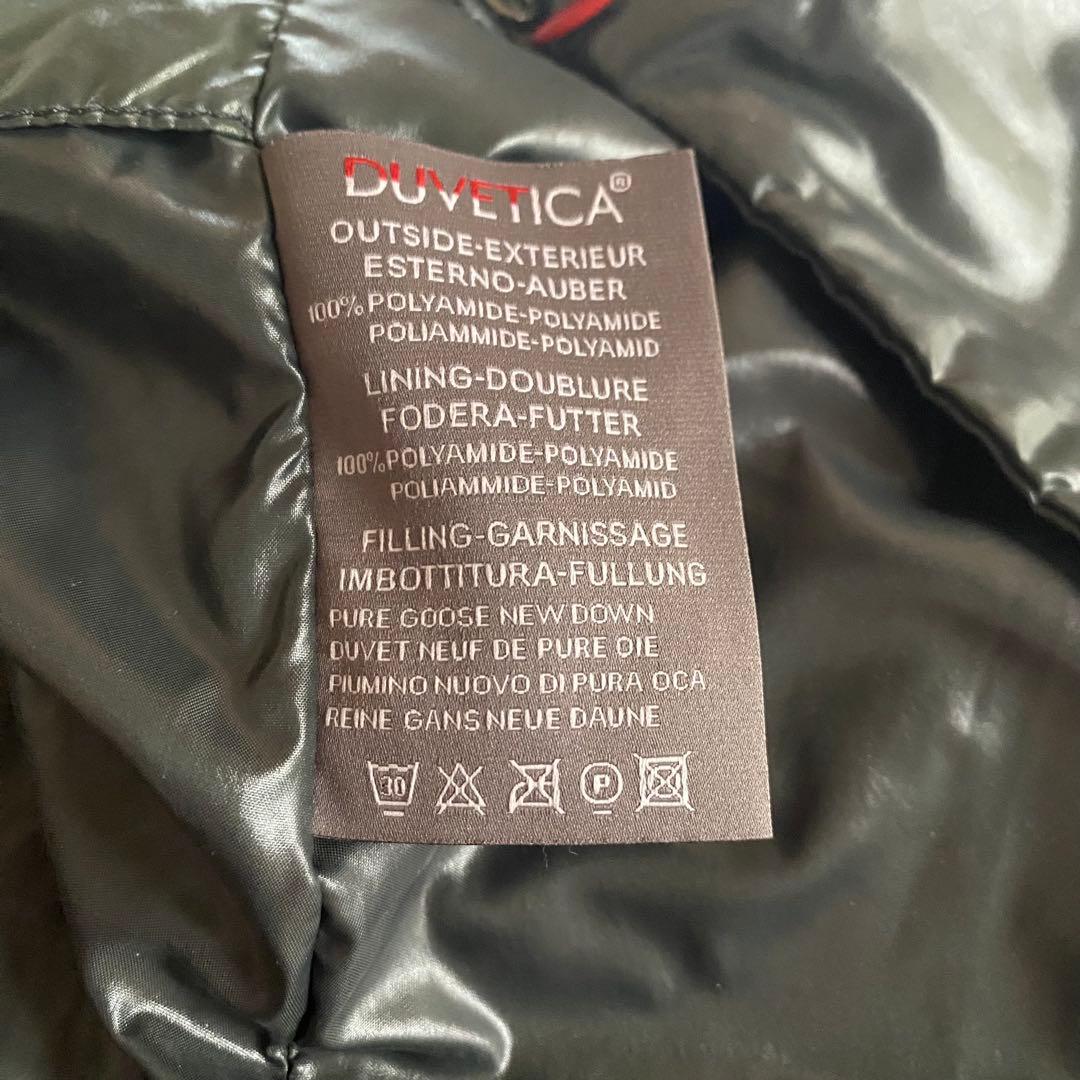 DUVETICA®
OUTSIDE-EXTERIEUR
ESTERNO-AUBER
100% POLYAMIDE-POLYAMIDE
POLIAMMIDE-POLYAMID
LINING-DOUBLURE
FODERA-FUTTER
100% POLYAMIDE-POLYAMIDE
POLIAMMIDE-POLYAMID
FILLING-GARNISSAGE
IMBOTTITURA-FULLUNG
PURE GOOSE NEW DOWN
DUVET NEUF DE PURE OIE
PIUMINO NUOVO DI PURA OCA
REINE GANS NEUE DAUNE
30 P